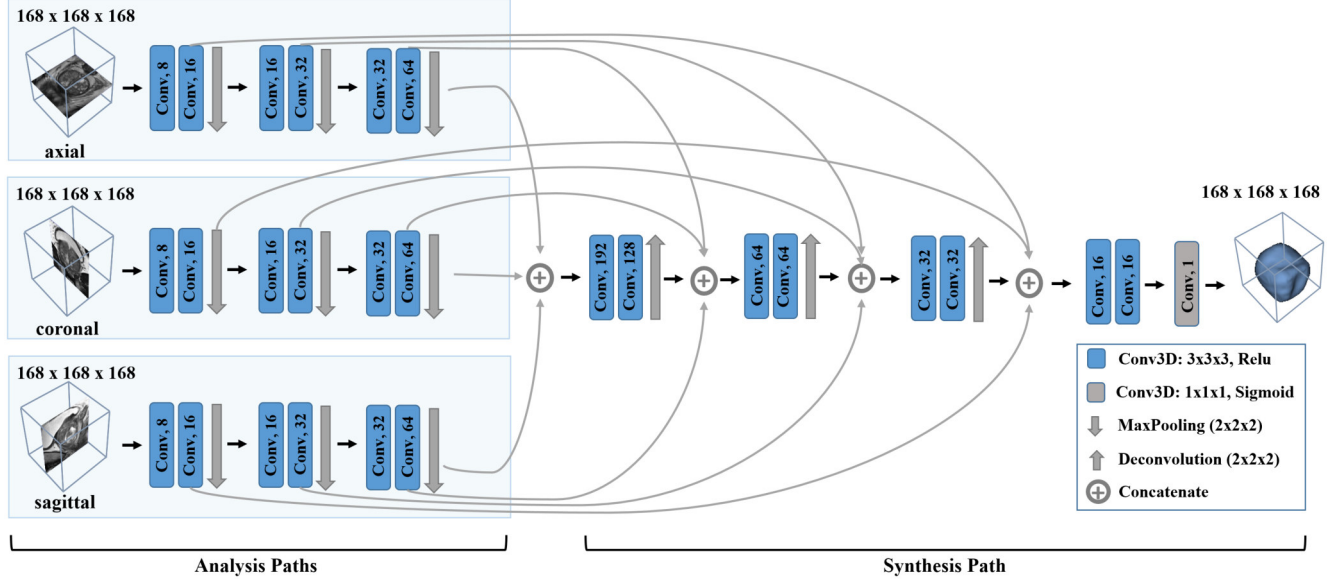 168 x 168 x 168
Conv, 8
Conv, 16
Conv, 16
Conv, 32
Conv, 32
Conv, 64
axial
168 x 168 x 168
Conv, 8
Conv, 16
Conv, 16
Conv, 32
Conv, 32
Conv, 64
coronal
168 x 168 x 168
Conv, 8
Conv, 16
Conv, 16
Conv, 32
Conv, 32
Conv, 64
sagittal
Conv, 192
Conv, 128
Conv, 64
Conv, 64
Conv, 32
Conv, 32
Conv, 16
Conv, 16
Conv, 1
168 x 168 x 168
Conv3D: 3x3x3, Relu
Conv3D: 1x1x1, Sigmoid
MaxPooling (2x2x2)
Deconvolution (2x2x2)
Concatenate
Analysis Paths
Synthesis Path